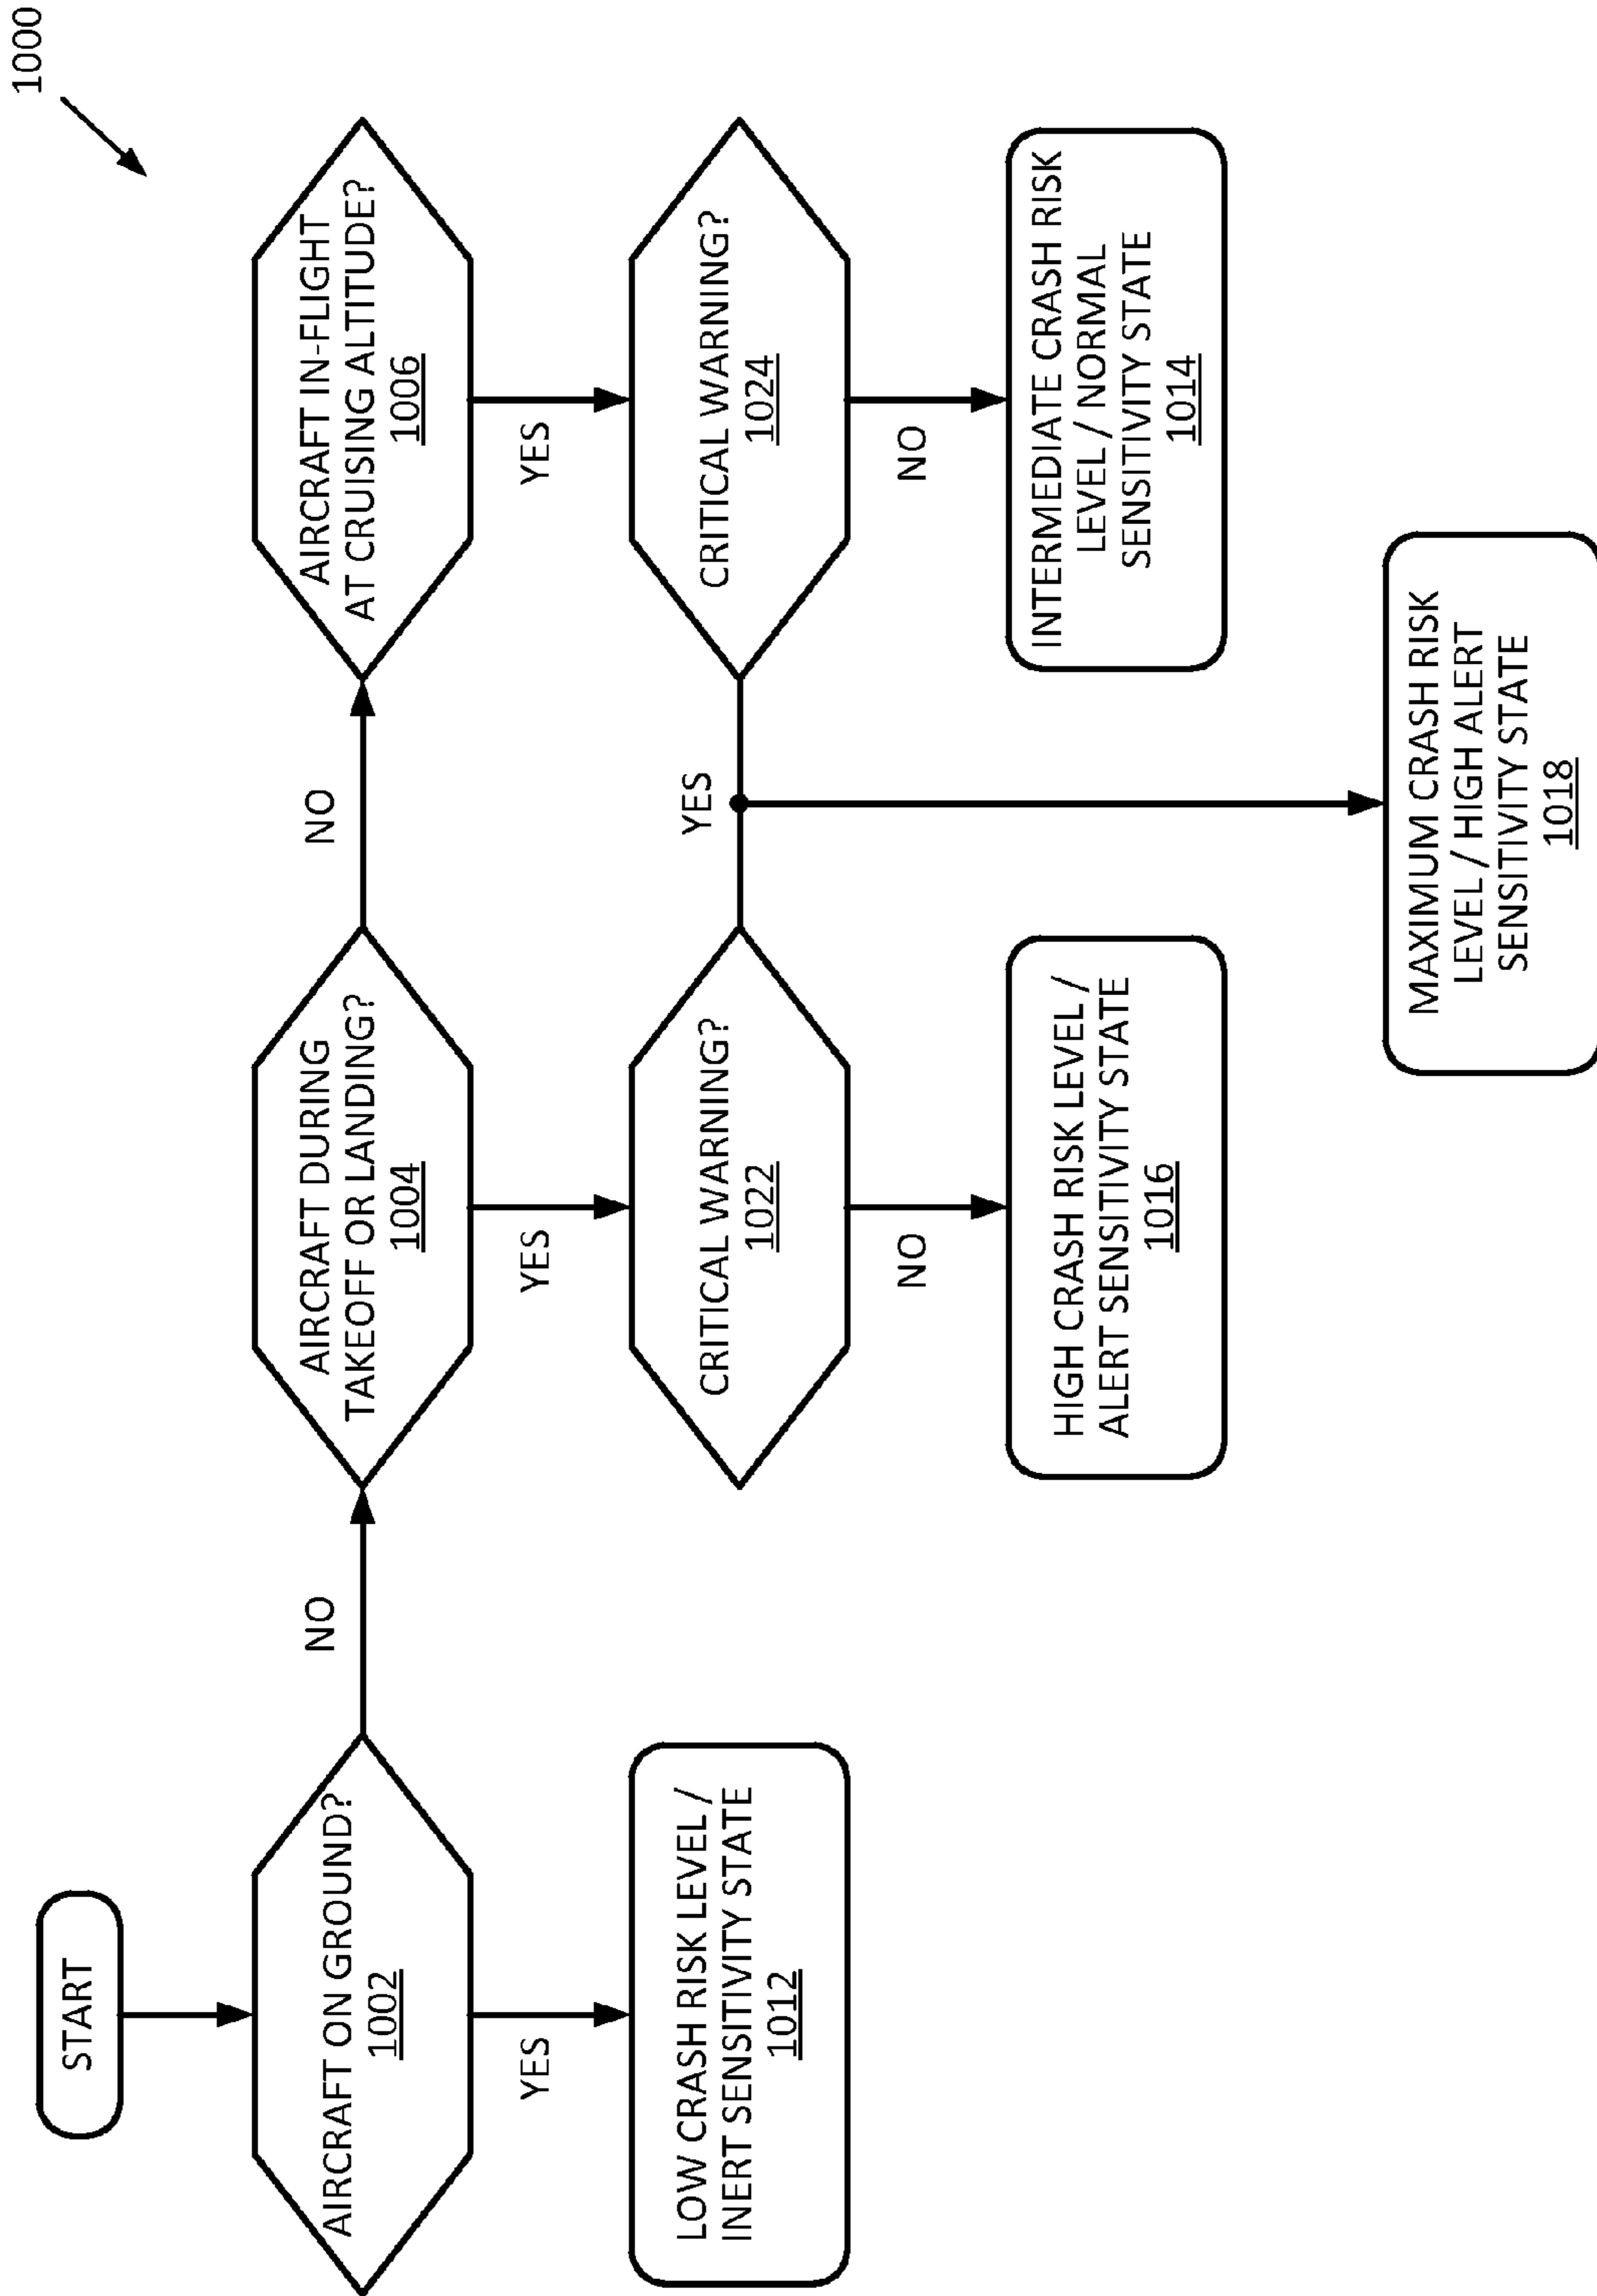 1000
START
AIRCRAFT ON GROUND?
1002
NO
AIRCRAFT DURING
TAKEOFF OR LANDING?
1004
NO
AIRCRAFT IN-FLIGHT
AT CRUISING ALTITUDE?
1006
YES
YES
YES
LOW CRASH RISK LEVEL /
INERT SENSITIVITY STATE
1012
CRITICAL WARNING?
1022
YES
CRITICAL WARNING?
1024
NO
NO
HIGH CRASH RISK LEVEL /
ALERT SENSITIVITY STATE
1016
INTERMEDIATE CRASH RISK
LEVEL / NORMAL
SENSITIVITY STATE
1014
MAXIMUM CRASH RISK
LEVEL / HIGH ALERT
SENSITIVITY STATE
1018